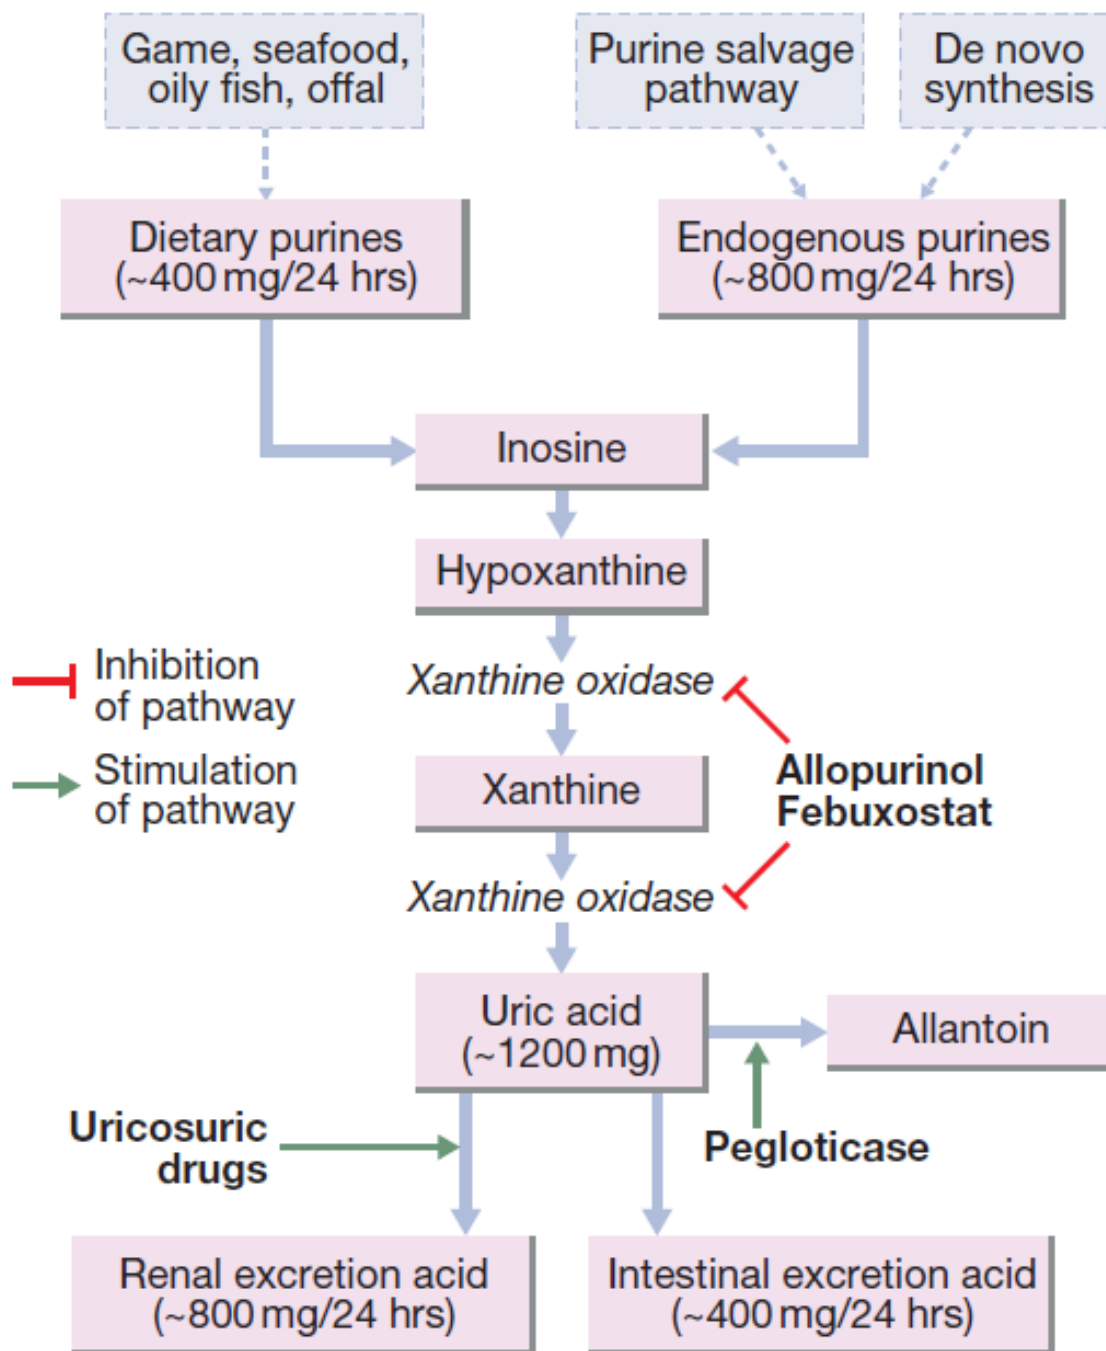 Game, seafood,
oily fish, offal
Purine salvage
pathway
De novo
synthesis
Dietary purines
(~400 mg/24 hrs)
Endogenous purines
(~800 mg/24 hrs)
Inosine
Hypoxanthine
Inhibition
of pathway
Xanthine oxidase
Stimulation
of pathway
Xanthine
Allopurinol
Febuxostat
Xanthine oxidase
Uric acid
(~1200 mg)
Allantoin
Uricosuric
drugs
Pegloticase
Renal excretion acid
(~800 mg/24 hrs)
Intestinal excretion acid
(~400 mg/24 hrs)